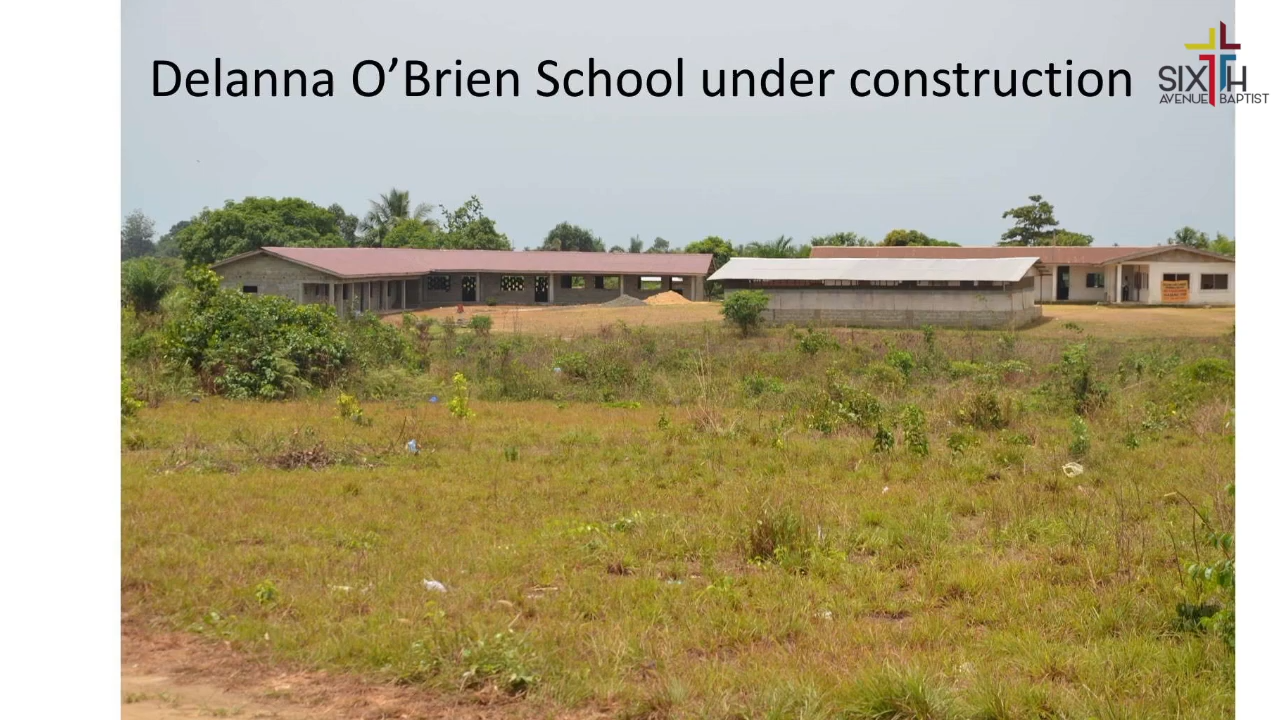 Delanna O’Brien School under construction
SIXTH
AVENUE BAPTIST